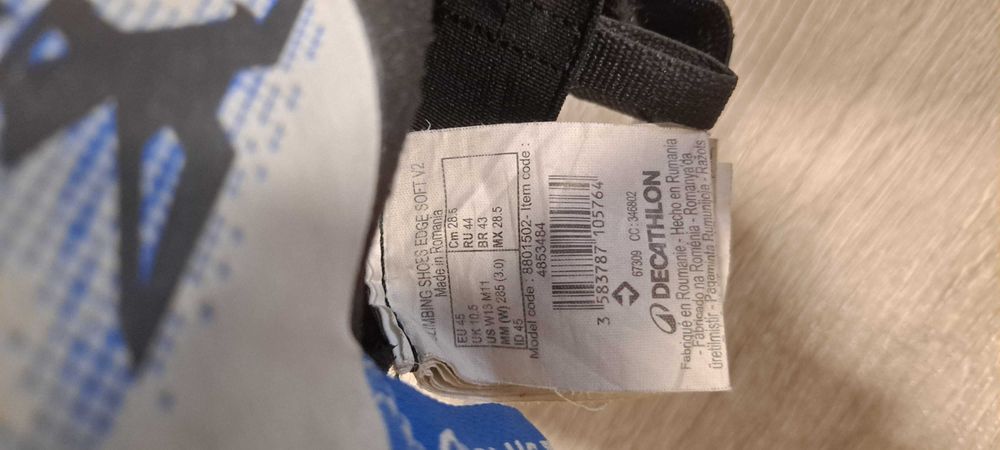 CLIMBING SHOES EDGE SOFT V2
Made in Romania
EU 45 Cm 28.5
UK 10.5 RU 44
US W13 M11 BR 43
MM (W) 285 (3.0) MX 28.5
ID 45
Model code : 8801502- Item code :
4853484
3 583787 105764
67309 CC :346802
DECATHLON
Fabriqué en Roumanie - Hecho en Rumania
- Fabricado na Roménia - Romanya'da
üretilmiştir - Pagaminta Rumunijoje - Ražots